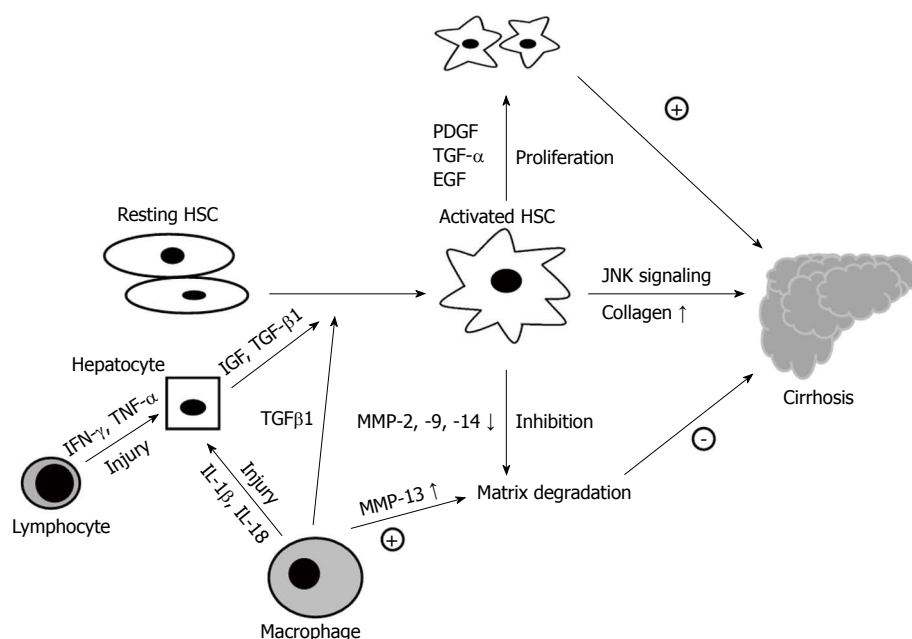 +
PDGF
TGF-α
EGF
Proliferation
Resting HSC
Activated HSC
JNK signaling
Collagen ↑
IGF, TGF-β1
Hepatocyte
Cirrhosis
IFN-γ, TNF-α
Injury
TGFβ1
MMP-2, -9, -14 ↓
Inhibition
-
Injury
IL-1β, IL-18
MMP-13 ↑
Matrix degradation
+
Lymphocyte
Macrophage